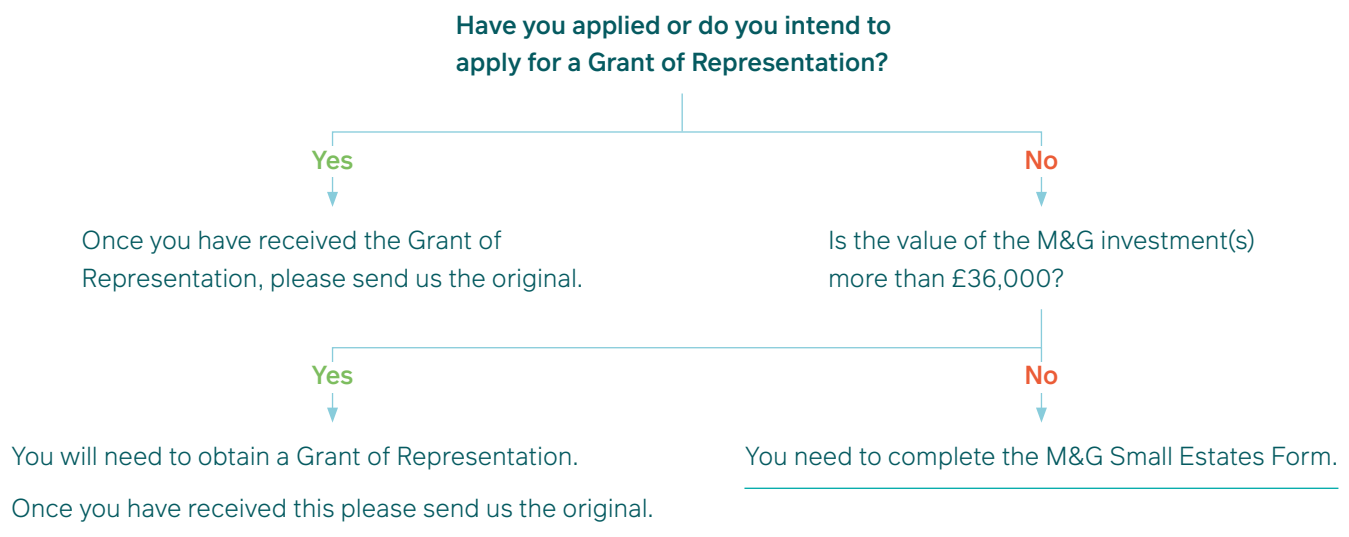 Have you applied or do you intend to
apply for a Grant of Representation?
Yes
No
Once you have received the Grant of
Representation, please send us the original.
Is the value of the M&G investment(s)
more than £36,000?
Yes
No
You will need to obtain a Grant of Representation.
Once you have received this please send us the original.
You need to complete the M&G Small Estates Form.